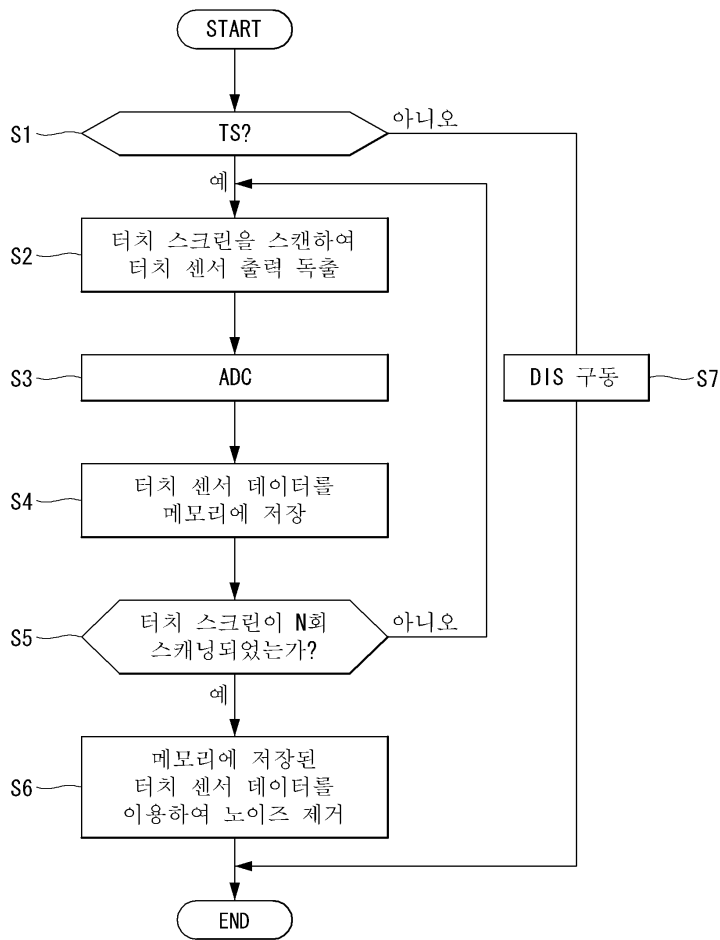 START
S1
TS?
아니오
예
S2
터치 스크린을 스캔하여
터치 센서 출력 독출
S3
ADC
DIS 구동
S7
S4
터치 센서 데이터를
메모리에 저장
S5
터치 스크린이 N회
스캐닝되었는가?
아니오
예
S6
메모리에 저장된
터치 센서 데이터를
이용하여 노이즈 제거
END